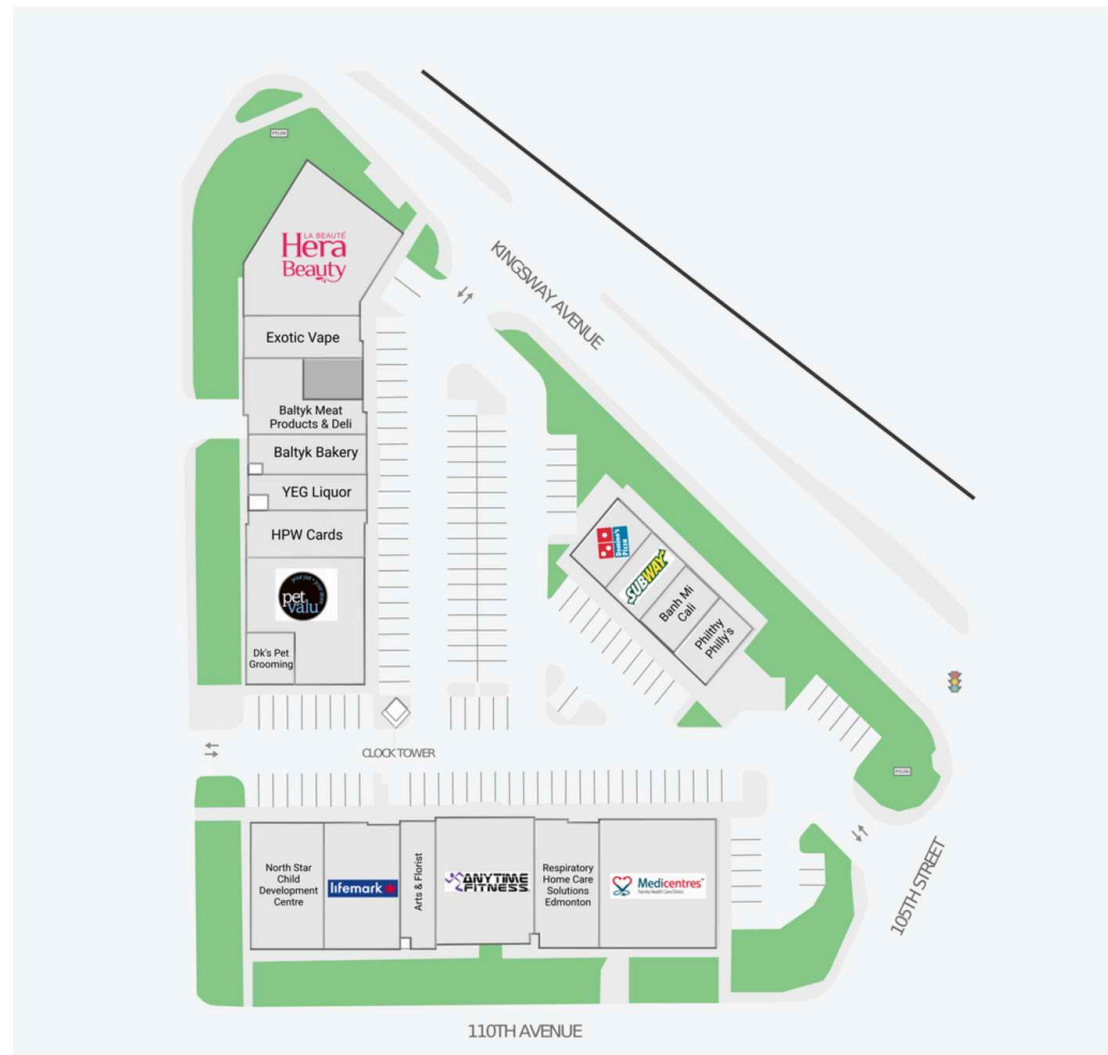 PYLON
LA BEAUTÉ
Hera
Beauty
KINGSWAY AVENUE
Exotic Vape
Baltyk Meat
Products & Deli
Baltyk Bakery
YEG Liquor
HPW Cards
pet
valu
Dk's Pet
Grooming
Domino's
Pizza
SUBWAY
Banh Mi
Cali
Philthy
Philly's
CLOCK TOWER
PYLON
North Star
Child
Development
Centre
lifemark
Arts & Florist
ANYTIME
FITNESS
Respiratory
Home Care
Solutions
Edmonton
Medicentres
Family Health Care Clinics
105TH STREET
110TH AVENUE